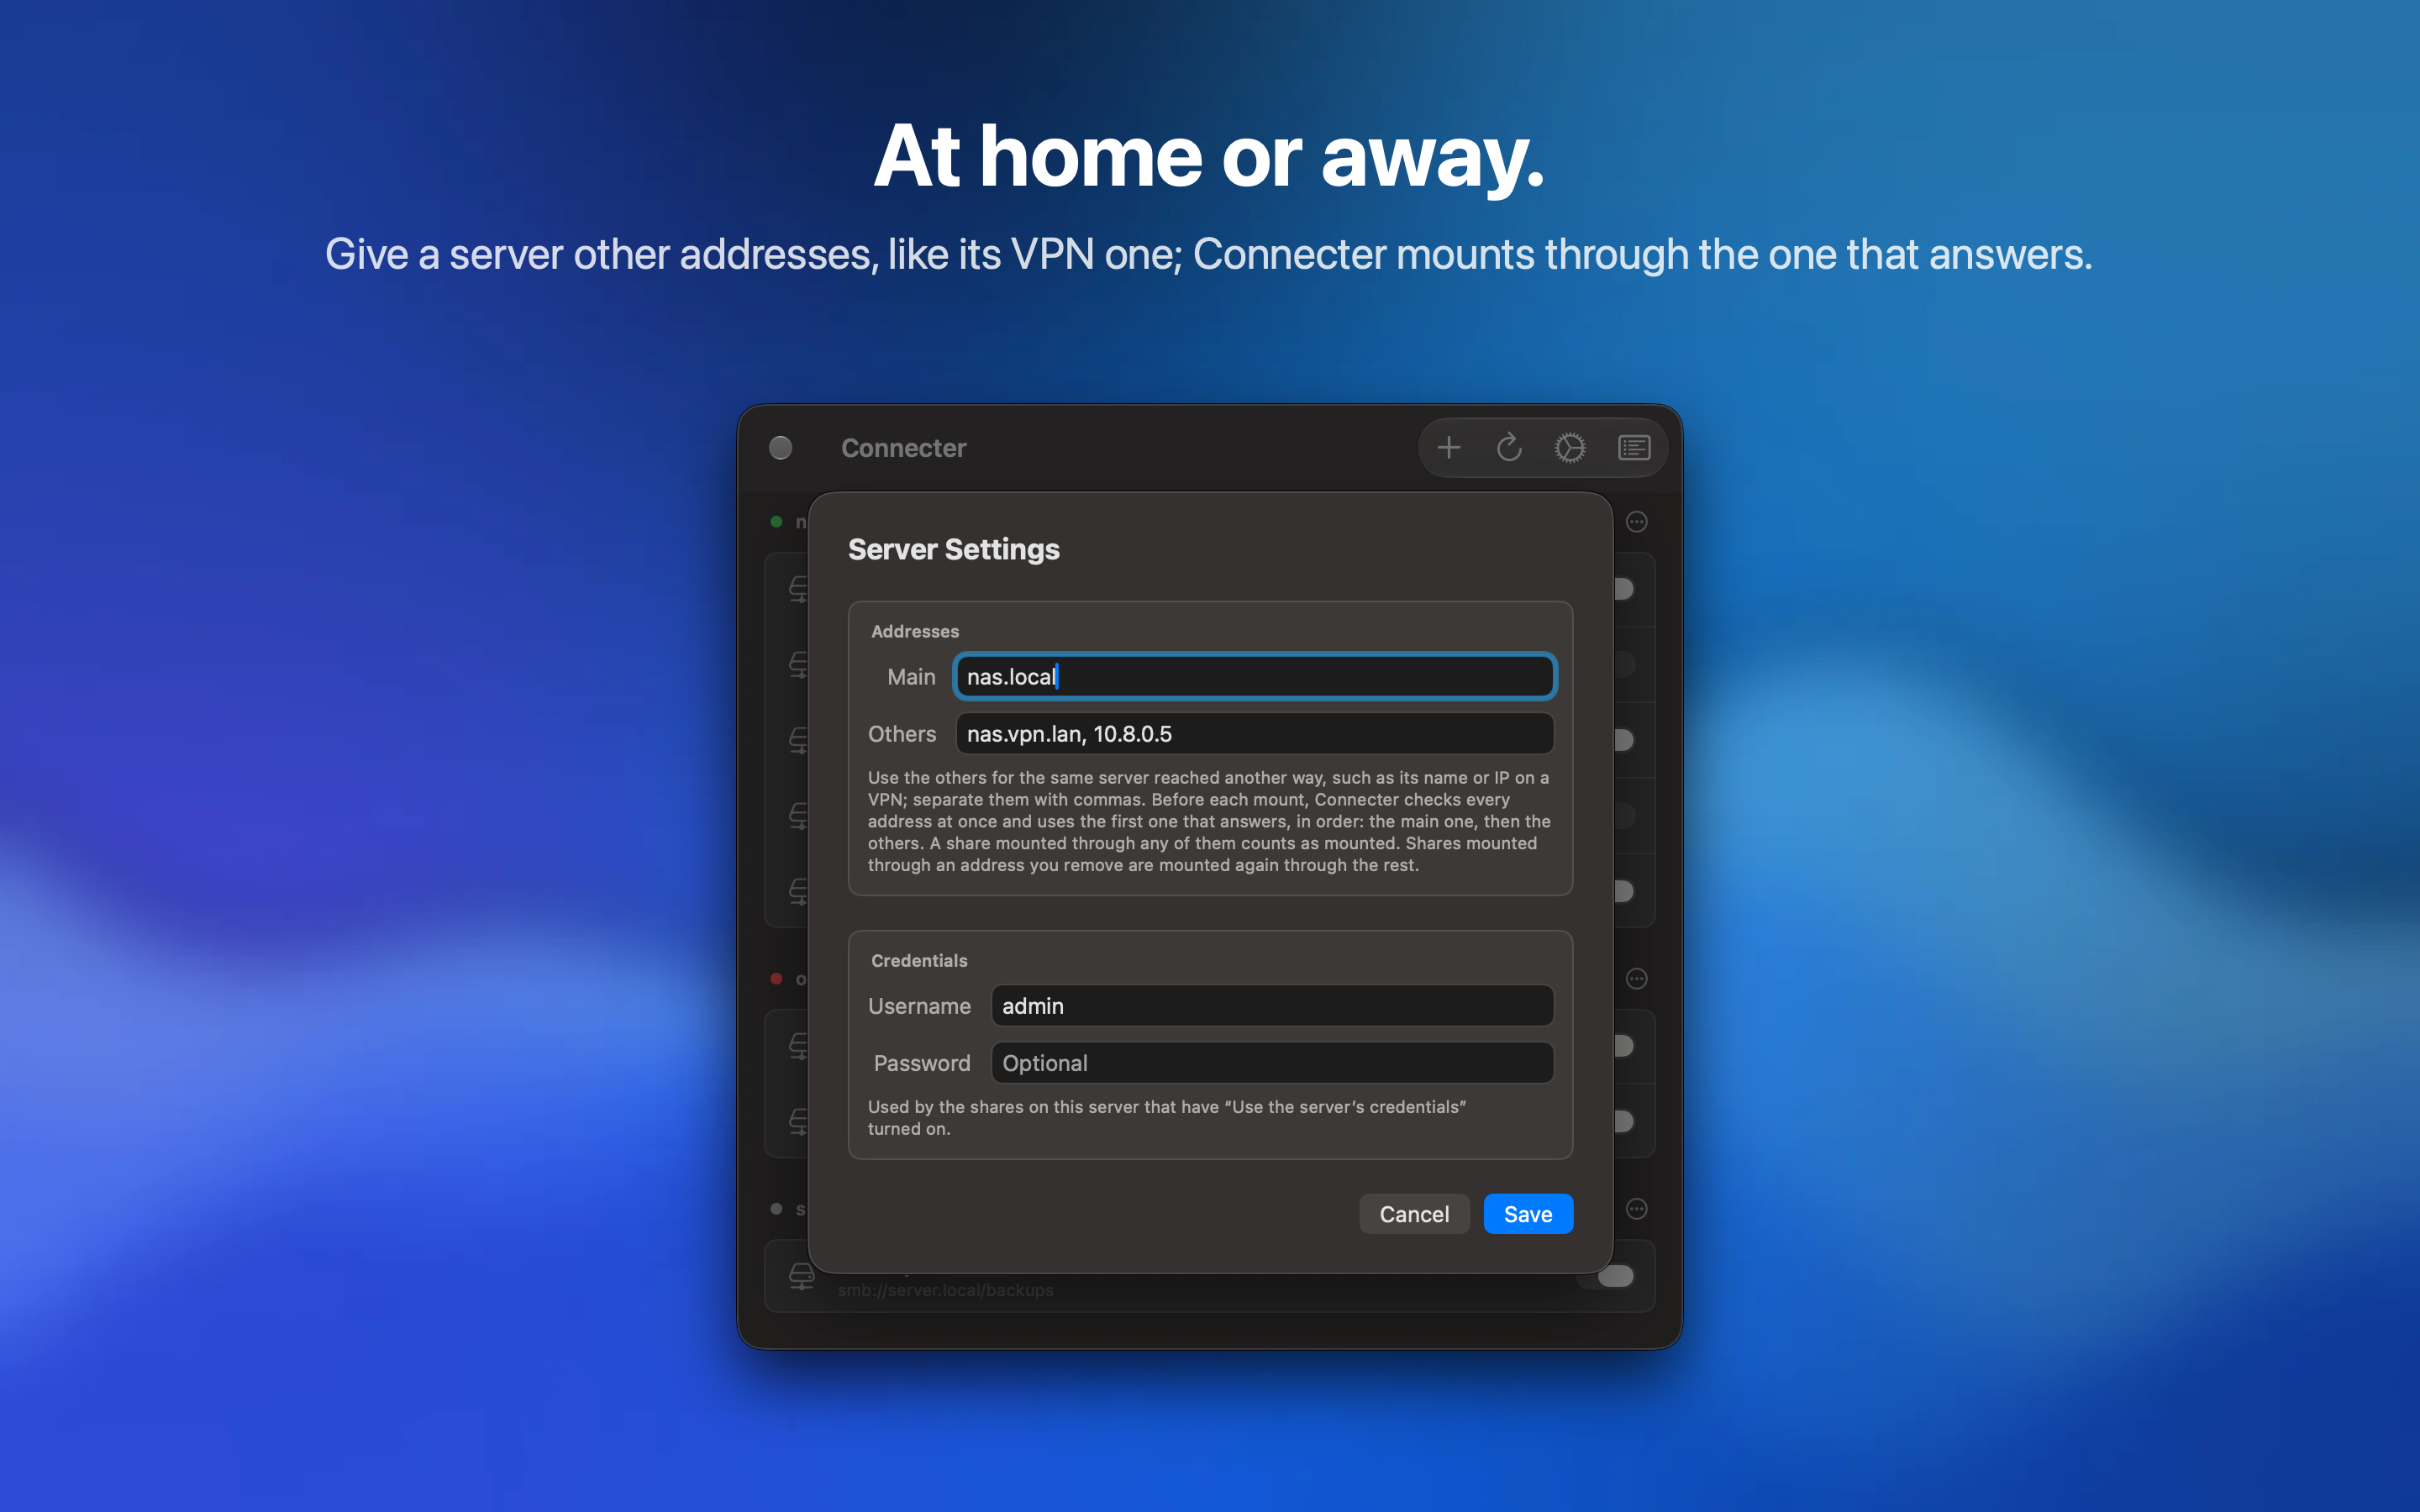 At home or away.
Give a server other addresses, like its VPN one; Connecter mounts through the one that answers.
Connecter
Server Settings
Addresses
Main nas.local
Others nas.vpn.lan, 10.8.0.5
Use the others for the same server reached another way, such as its name or IP on a
VPN; separate them with commas. Before each mount, Connecter checks every
address at once and uses the first one that answers, in order: the main one, then the
others. A share mounted through any of them counts as mounted. Shares mounted
through an address you remove are mounted again through the rest.
Credentials
Username admin
Password Optional
Used by the shares on this server that have “Use the server’s credentials”
turned on.
Cancel Save
smb://server.local/backups